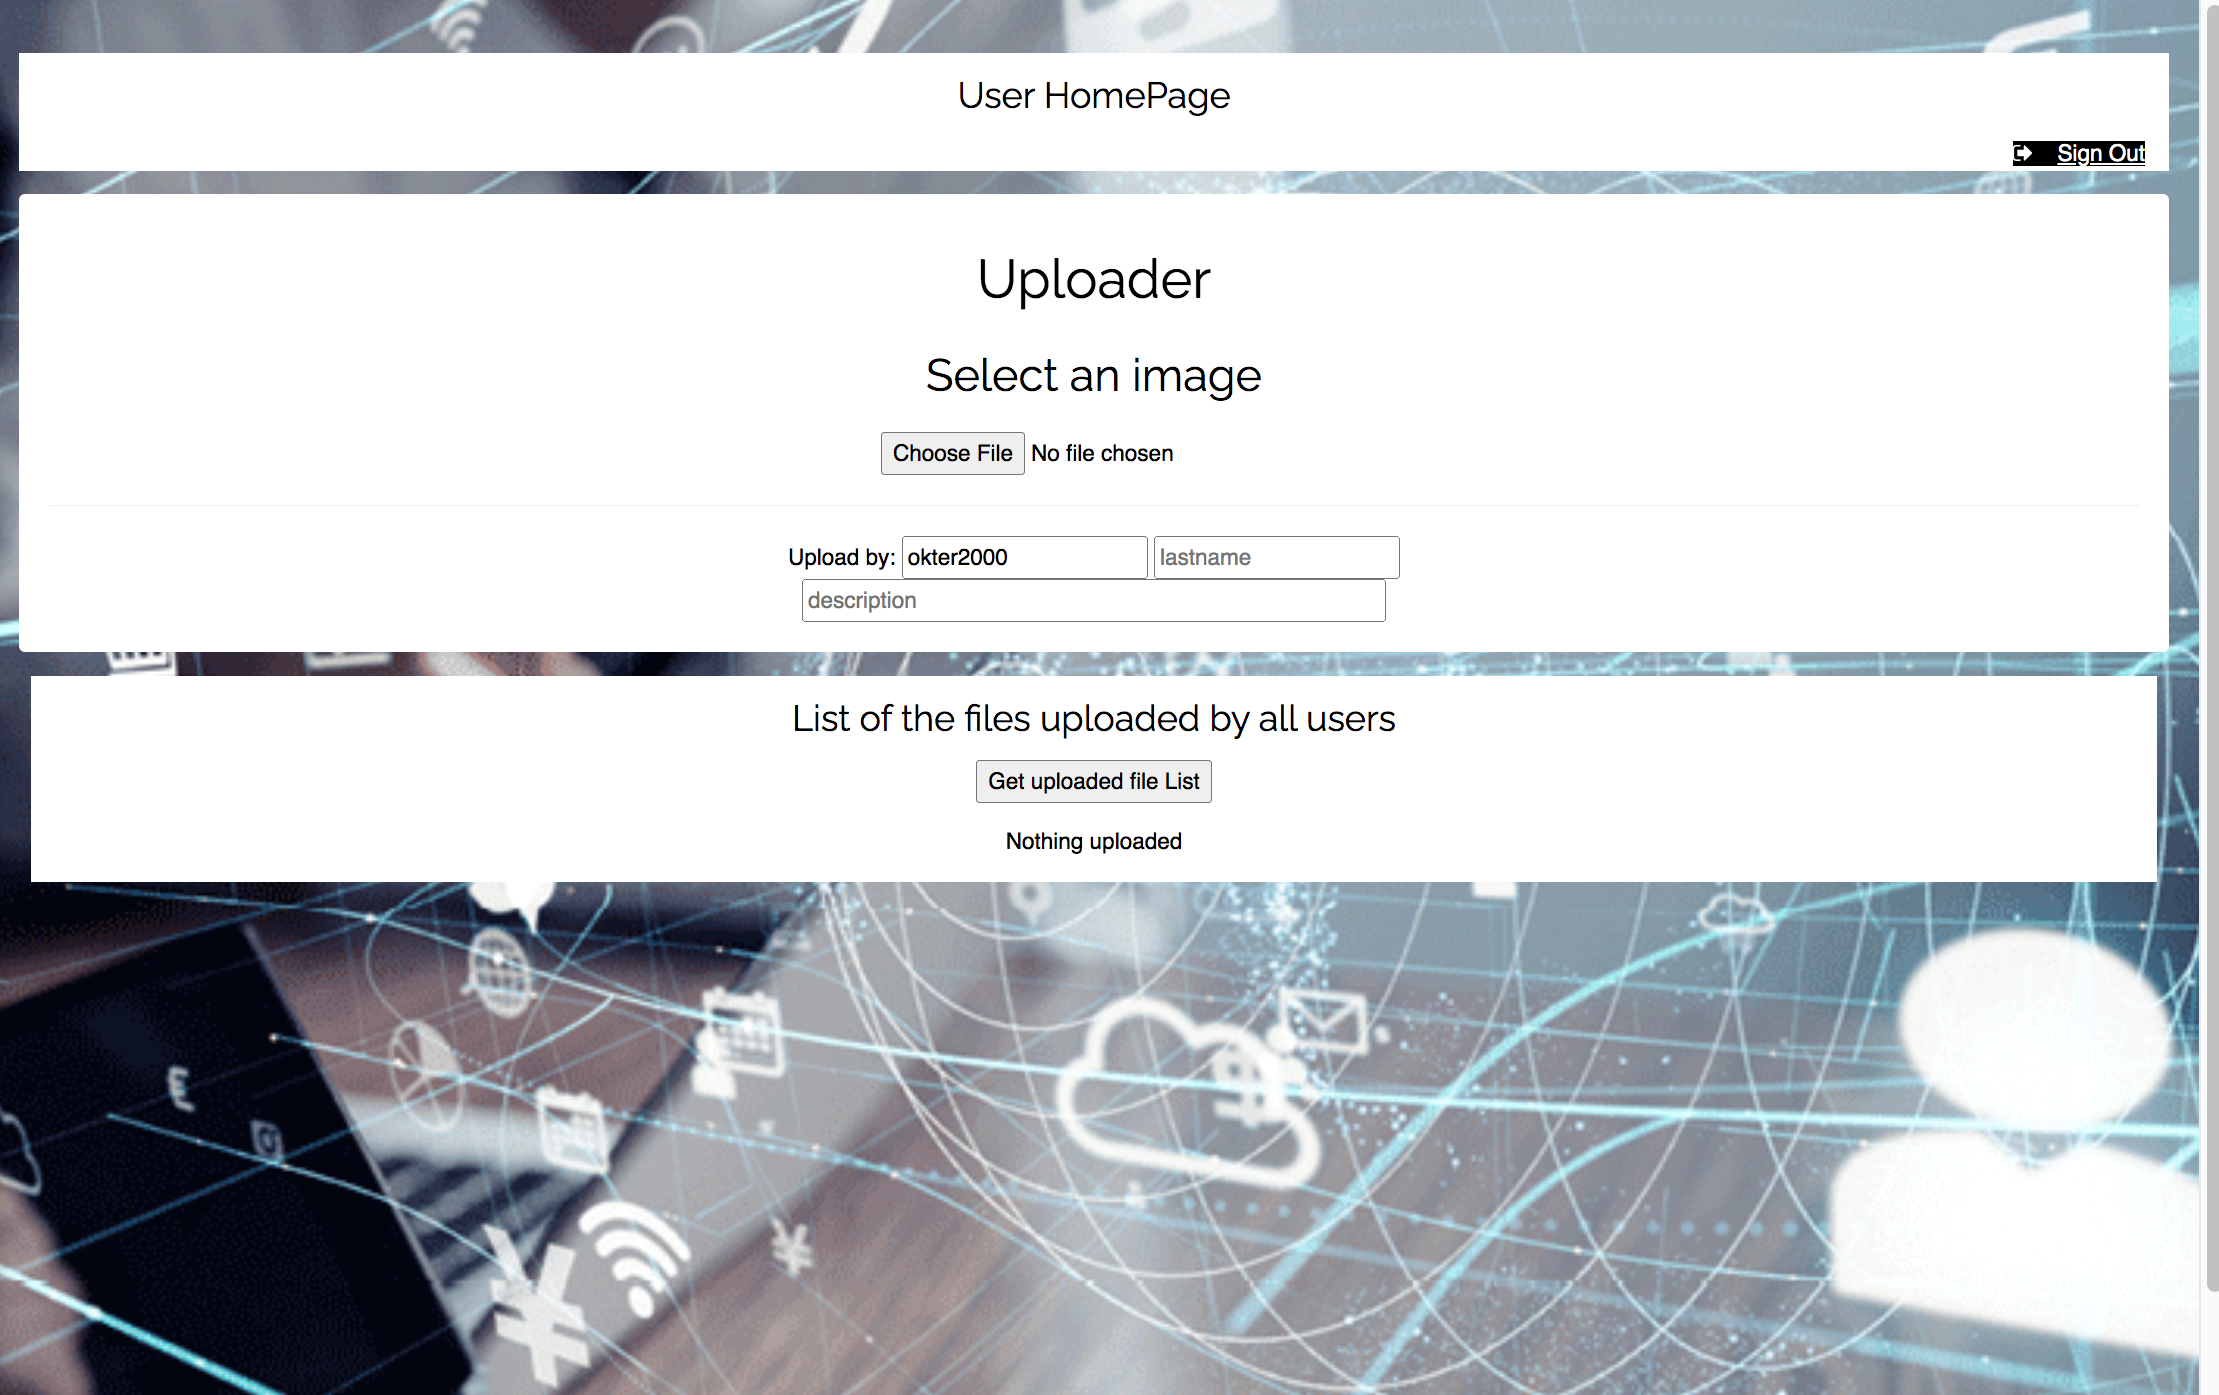 User HomePage
Sign Out
Uploader
Select an image
Choose File No file chosen
Upload by: okter2000 lastname
description
List of the files uploaded by all users
Get uploaded file List
Nothing uploaded